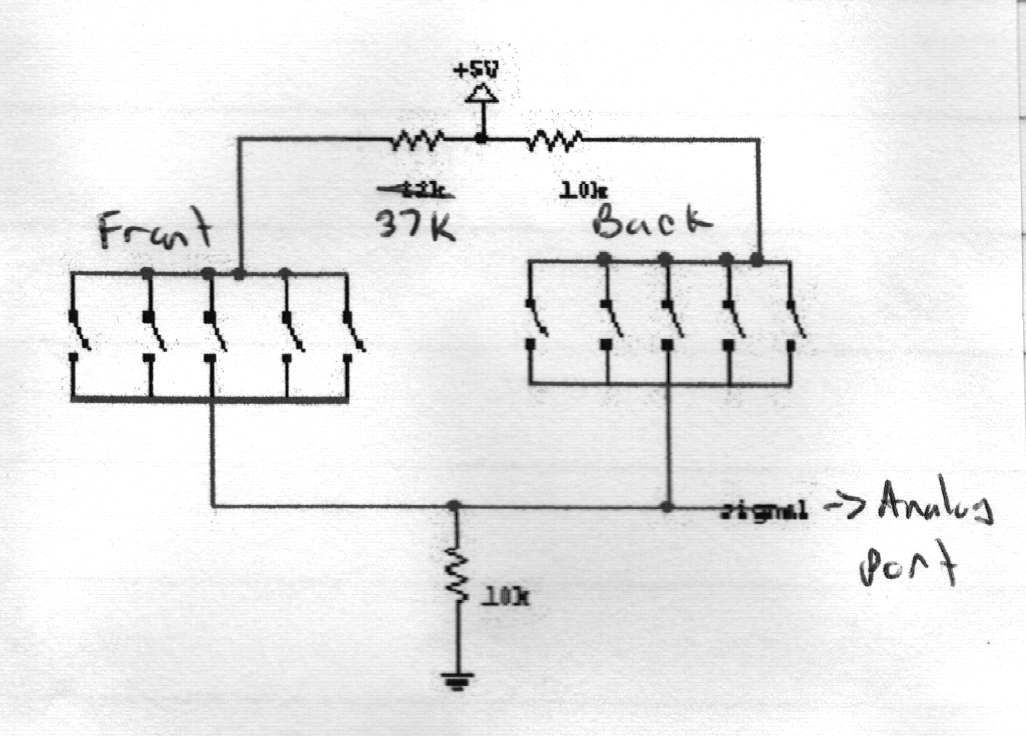 +5V
10k
37K
Front
Back
signal -> Analog
port
10k